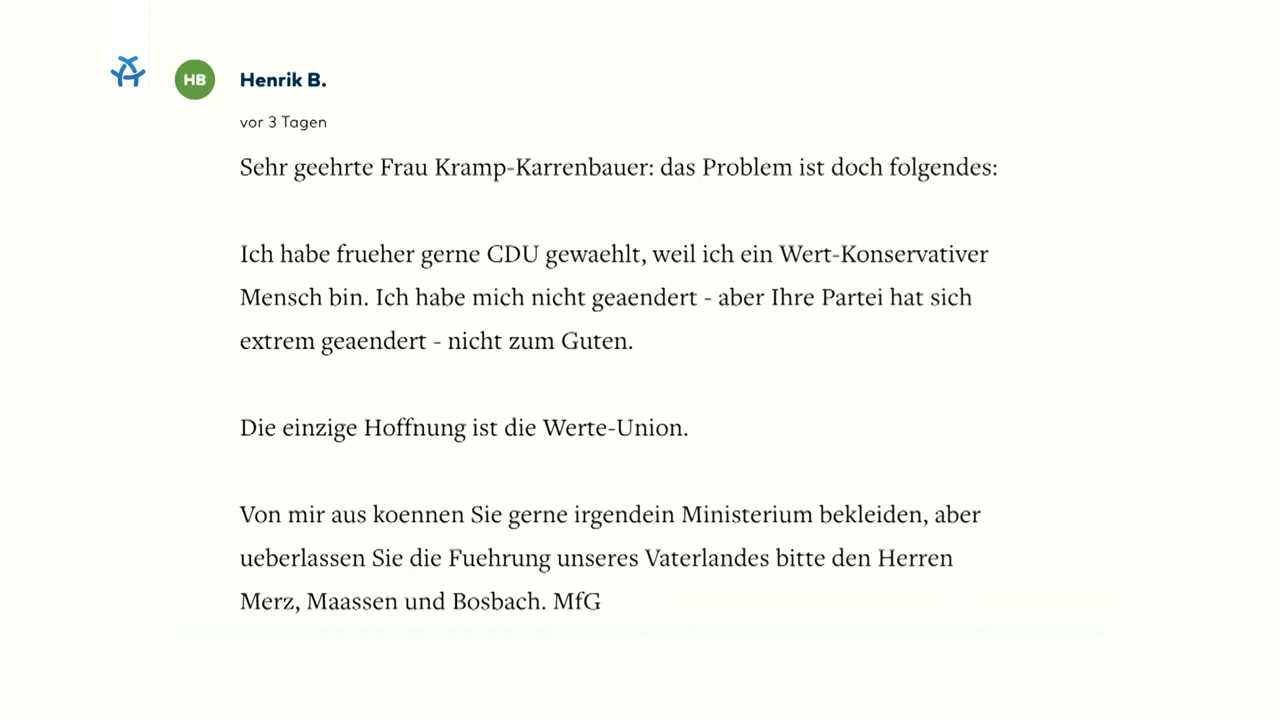 HB
Henrik B.
vor 3 Tagen
Sehr geehrte Frau Kramp-Karrenbauer: das Problem ist doch folgendes:
Ich habe frueher gerne CDU gewaehlt, weil ich ein Wert-Konservativer
Mensch bin. Ich habe mich nicht geaendert - aber Ihre Partei hat sich
extrem geaendert - nicht zum Guten.
Die einzige Hoffnung ist die Werte-Union.
Von mir aus koennen Sie gerne irgendein Ministerium bekleiden, aber
ueberlassen Sie die Fuehrung unseres Vaterlandes bitte den Herren
Merz, Maassen und Bosbach. MfG